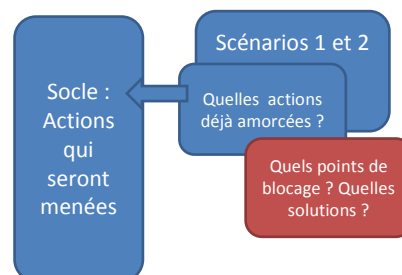 Scénarios 1 et 2
Socle :
Actions
qui
seront
menées
Quelles actions
déjà amorcées ?
Quels points de
blocage ? Quelles
solutions ?